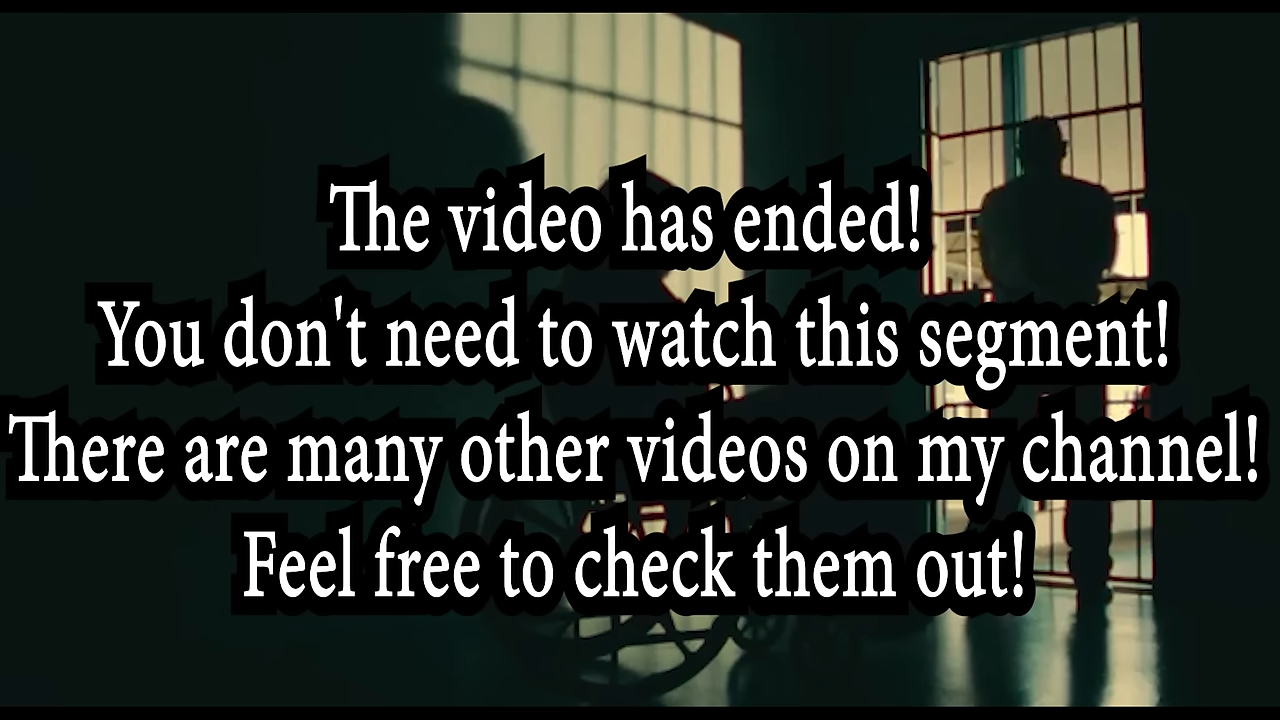 The video has ended!
You don't need to watch this segment!
There are many other videos on my channel!
Feel free to check them out!